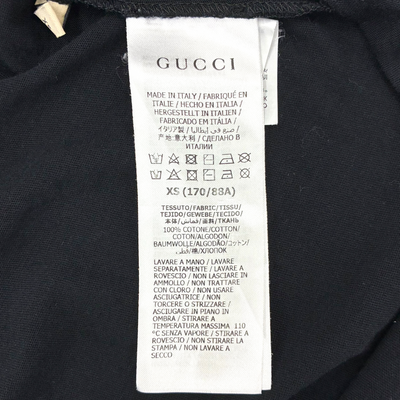 GUCCI
MADE IN ITALY / FABRIQUÉ EN
ITALIE / HECHO EN ITALIA /
HERGESTELLT IN ITALIEN /
FABRICADO EM ITÁLIA /
イタリア製 / صنع في إيطاليا /
产地:意大利 / СДЕЛАНО В
ИТАЛИИ
XS (170/88A)
TESSUTO/FABRIC/TISSU/
TEJIDO/GEWEBE/TECIDO/
本体/قماش/面料/ТКАНЬ
100% COTONE/COTTON/
COTON/ALGODON/
BAUMWOLLE/ALGODÃO/コットン/
قطن/棉/ХЛОПОК
LAVARE A MANO / LAVARE
SEPARATAMENTE / LAVARE A
ROVESCIO / NON LASCIARE IN
AMMOLLO / NON TRATTARE
CON CLORO / NON USARE
ASCIUGATRICE / NON
TORCERE O STRIZZARE /
ASCIUGARE IN PIANO IN
OMBRA / STIRARE A
TEMPERATURA MASSIMA 110
°C SENZA VAPORE / STIRARE A
ROVESCIO / NON STIRARE LA
STAMPA / NON LAVARE A
SECCO